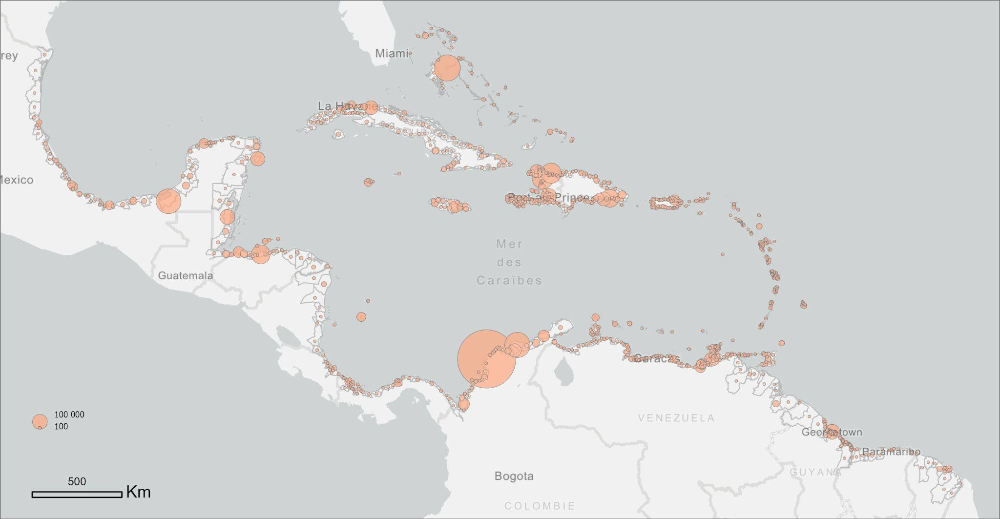 Miami
rey
La Havane
CUBA
Mexico
Port-au-Prince
Mer
des
Caraïbes
Guatemala
Caracas
100 000
100
VENEZUELA
Georgetown
Paramaribo
GUYANA
Bogota
500
Km
COLOMBIE